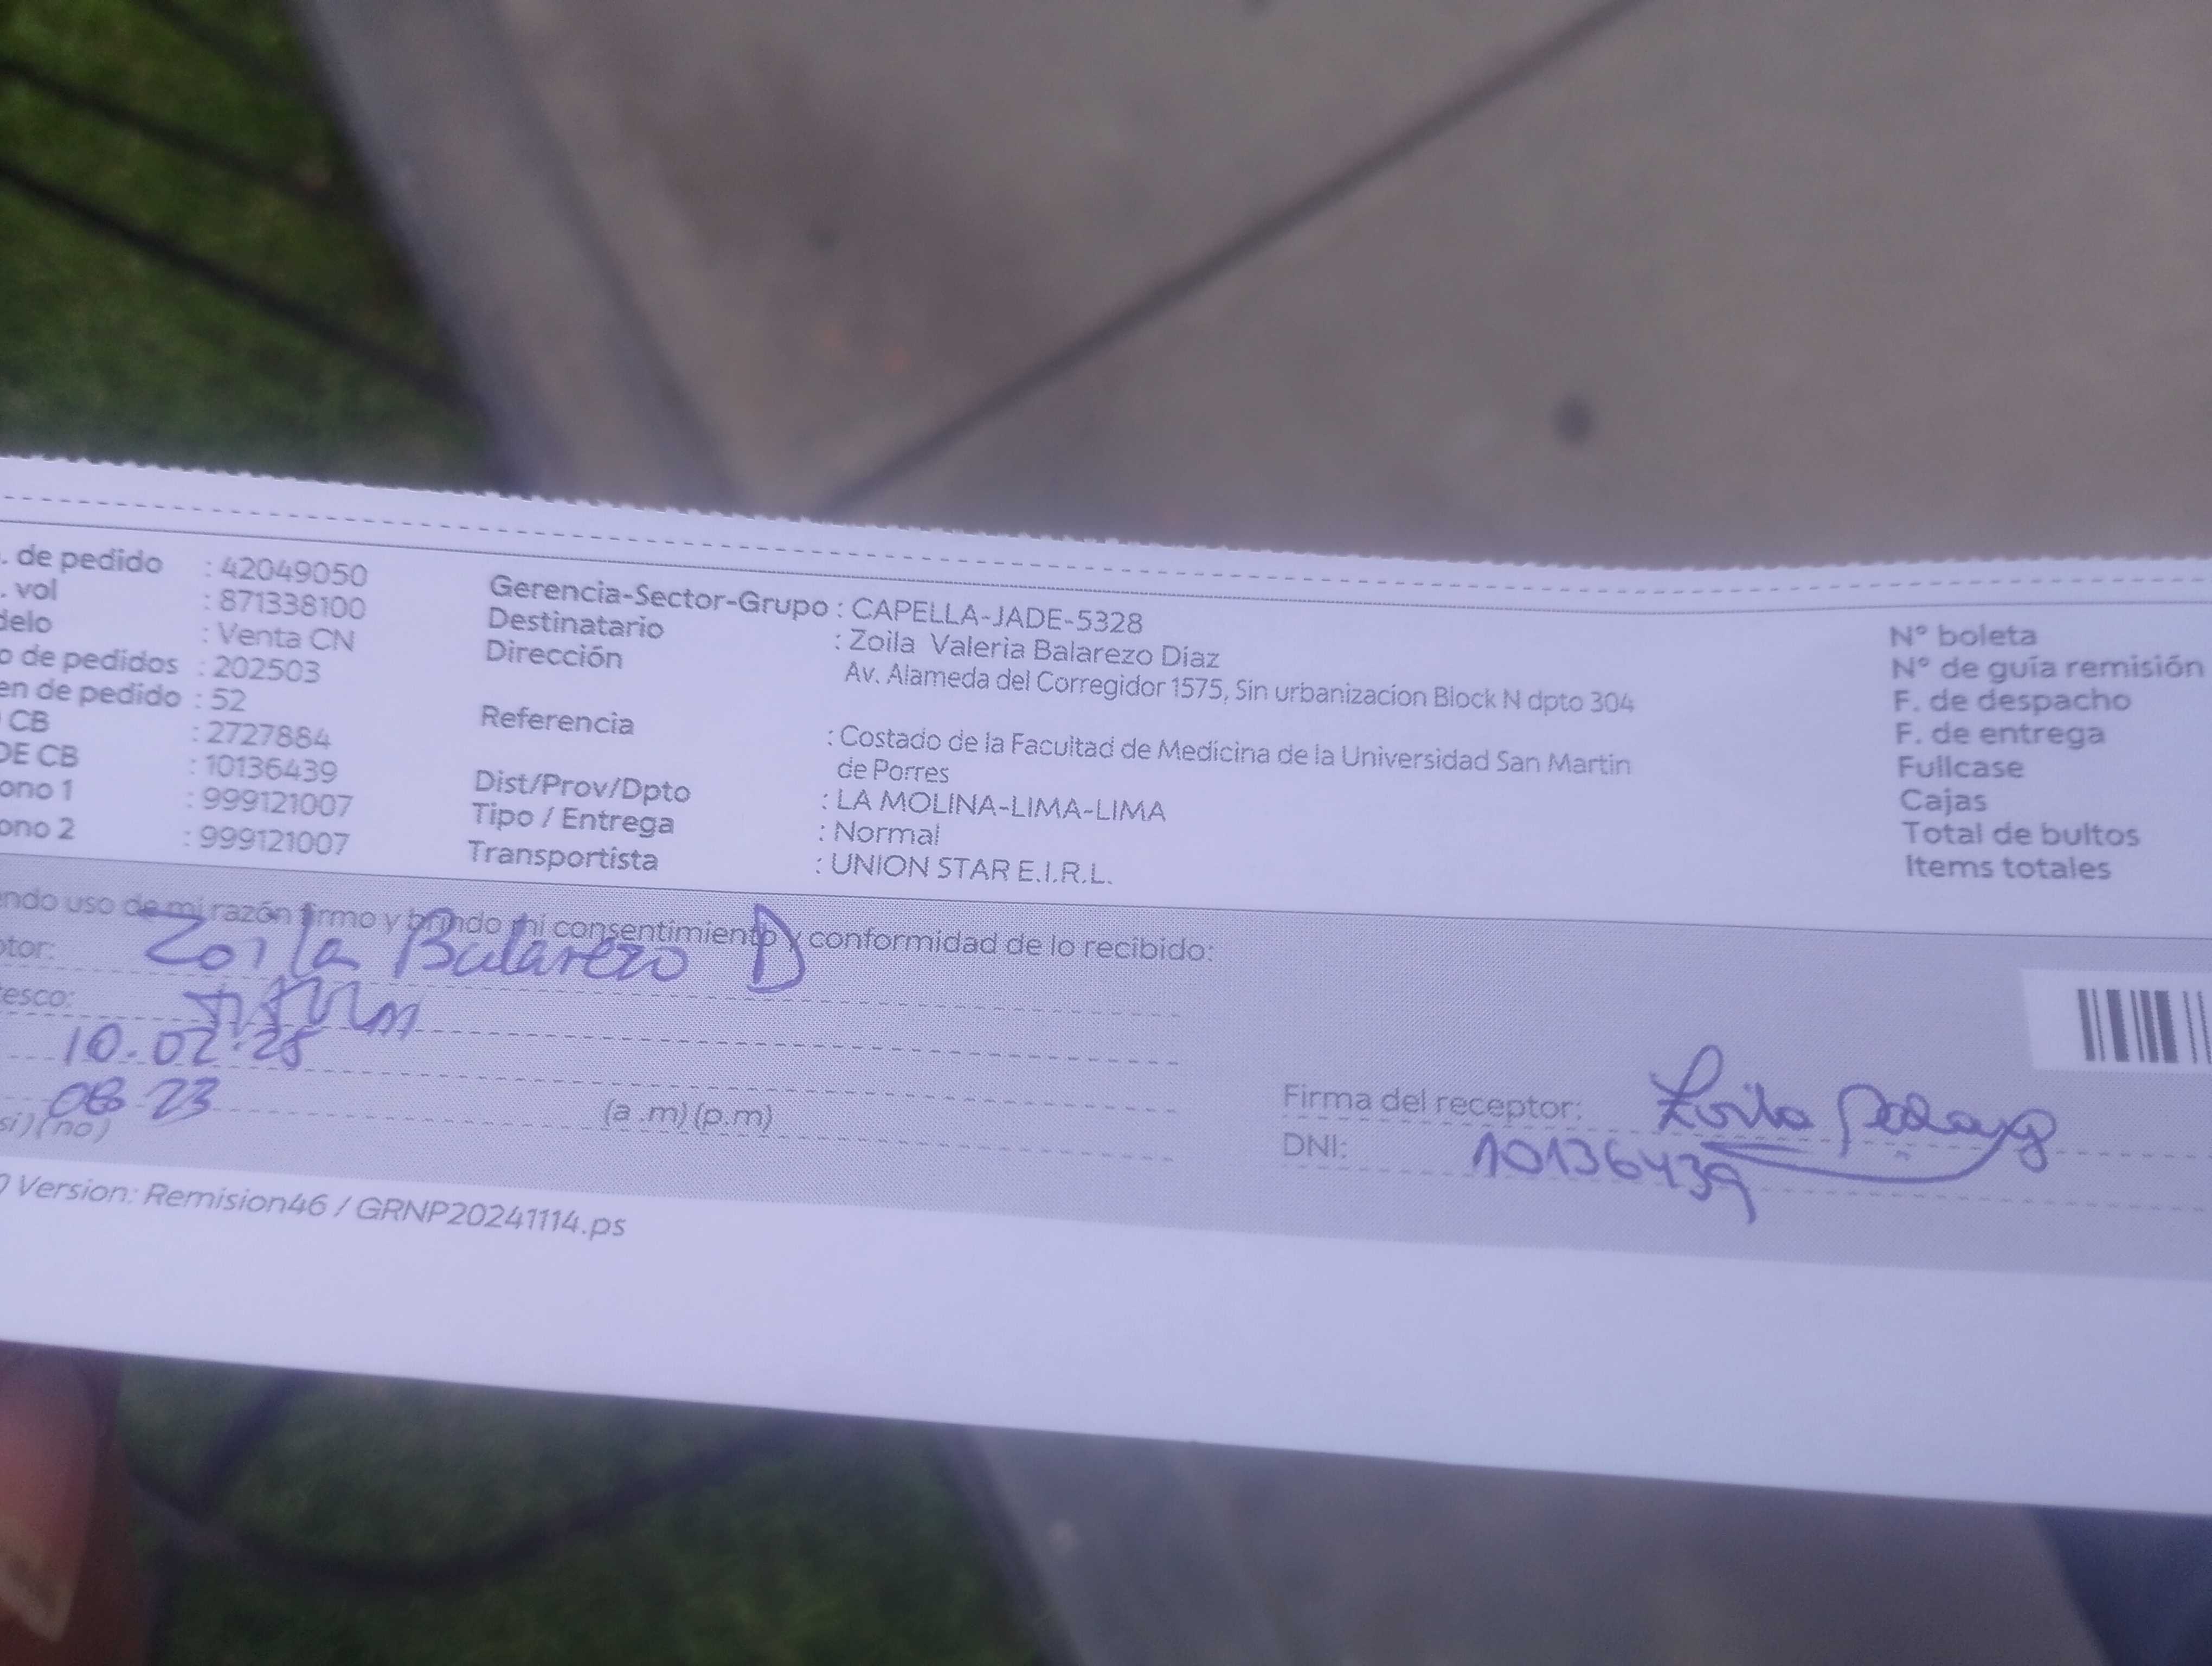 . de pedido : 42049050
. vol : 871338100
delo : Venta CN
o de pedidos : 202503
en de pedido : 52
CB : 2727884
DE CB : 10136439
ono 1 : 999121007
ono 2 : 999121007
Gerencia-Sector-Grupo : CAPELLA-JADE-5328
Destinatario : Zoila Valeria Balarezo Diaz
Dirección Av. Alameda del Corregidor 1575, Sin urbanizacion Block N dpto 304
Referencia : Costado de la Facultad de Medicina de la Universidad San Martin
de Porres
Dist/Prov/Dpto : LA MOLINA-LIMA-LIMA
Tipo / Entrega : Normal
Transportista : UNION STAR E.I.R.L.
N° boleta
N° de guía remisión
F. de despacho
F. de entrega
Fullcase
Cajas
Total de bultos
Items totales
endo uso de mi razón firmo y brindo mi consentimiento y conformidad de lo recibido:
ptor: Zoila Balarezo D
esco: Titular
10.02.25
08 23 (a .m) (p.m)
si) (no)
Firma del receptor: Zoila
DNI: 10136439
Version: Remision46 / GRNP20241114.ps